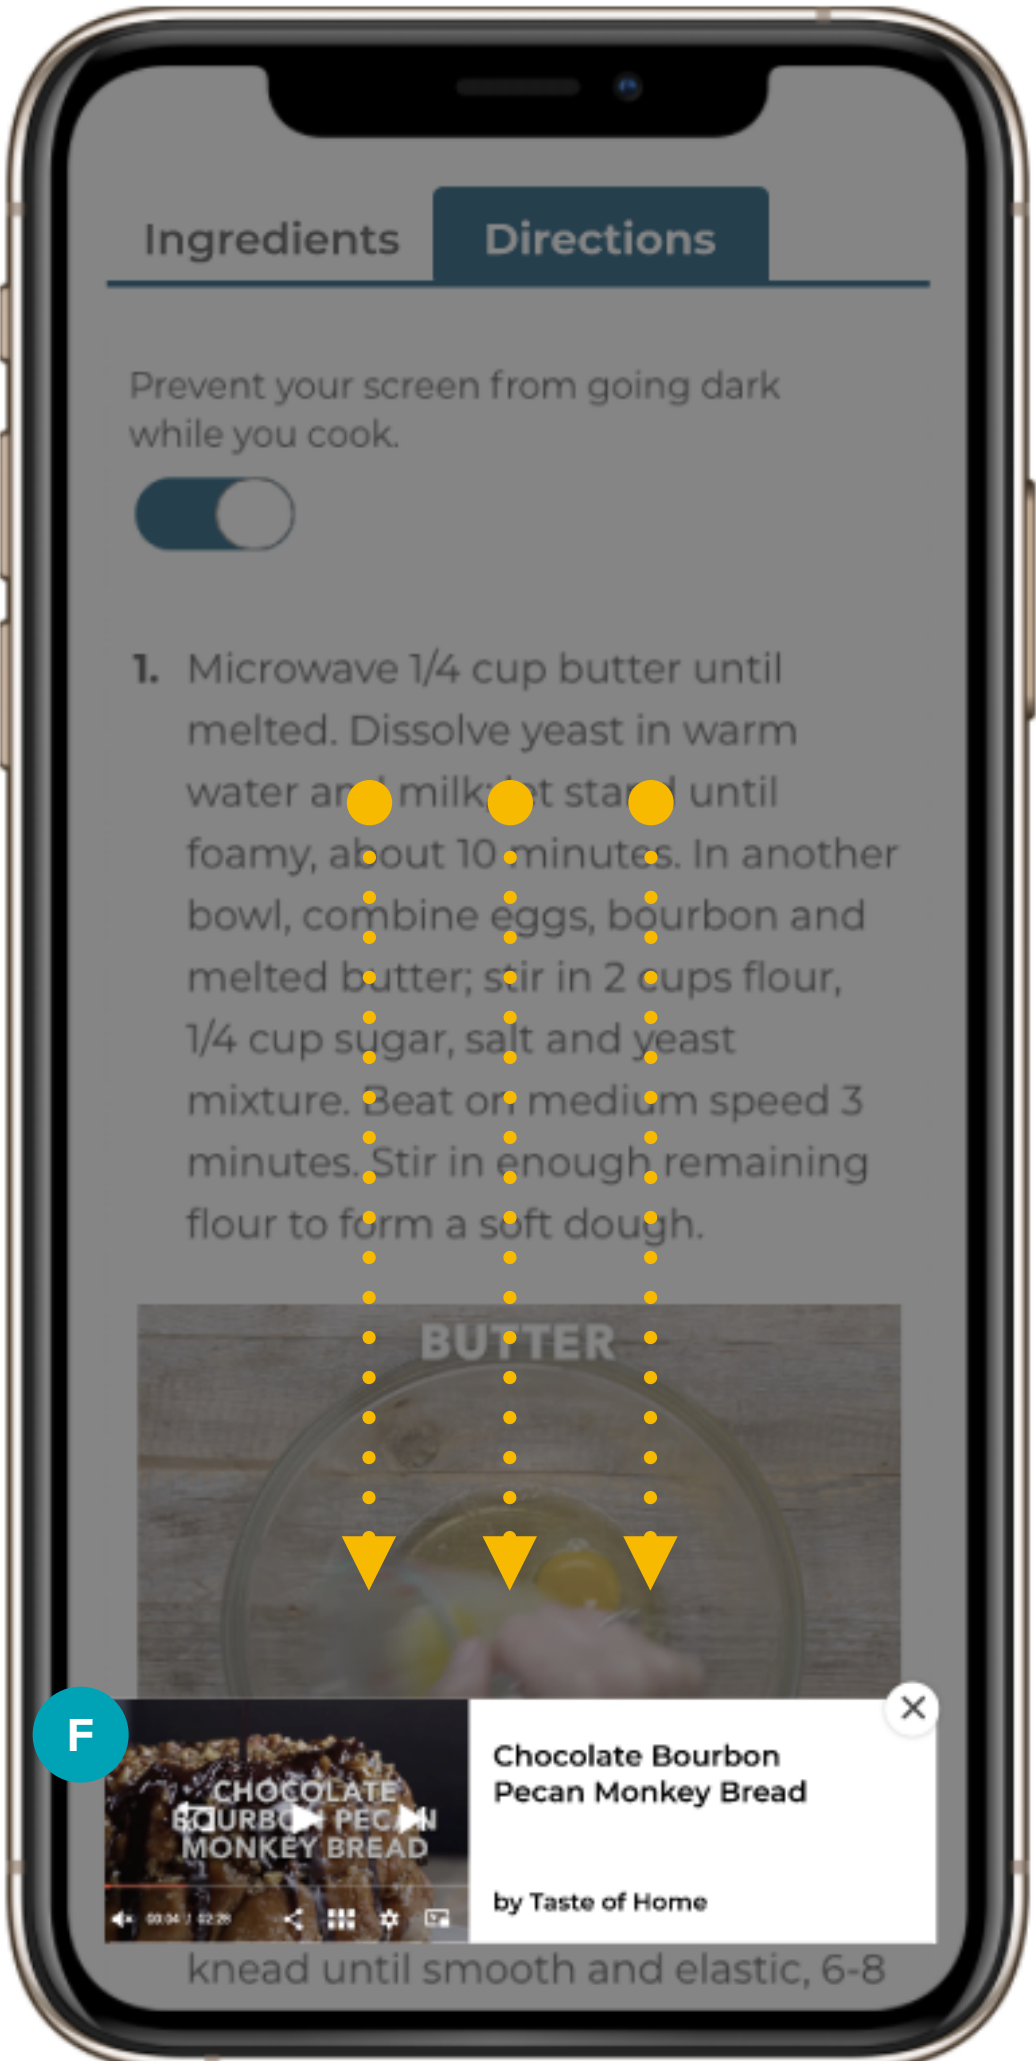 Ingredients
Directions
Prevent your screen from going dark
while you cook.
1. Microwave 1/4 cup butter until
melted. Dissolve yeast in warm
water and milk; let stand until
foamy, about 10 minutes. In another
bowl, combine eggs, bourbon and
melted butter; stir in 2 cups flour,
1/4 cup sugar, salt and yeast
mixture. Beat on medium speed 3
minutes. Stir in enough remaining
flour to form a soft dough.
BUTTER
F
CHOCOLATE
BOURBON PECAN
MONKEY BREAD
00:04 / 02:28
Chocolate Bourbon
Pecan Monkey Bread
by Taste of Home
knead until smooth and elastic, 6-8